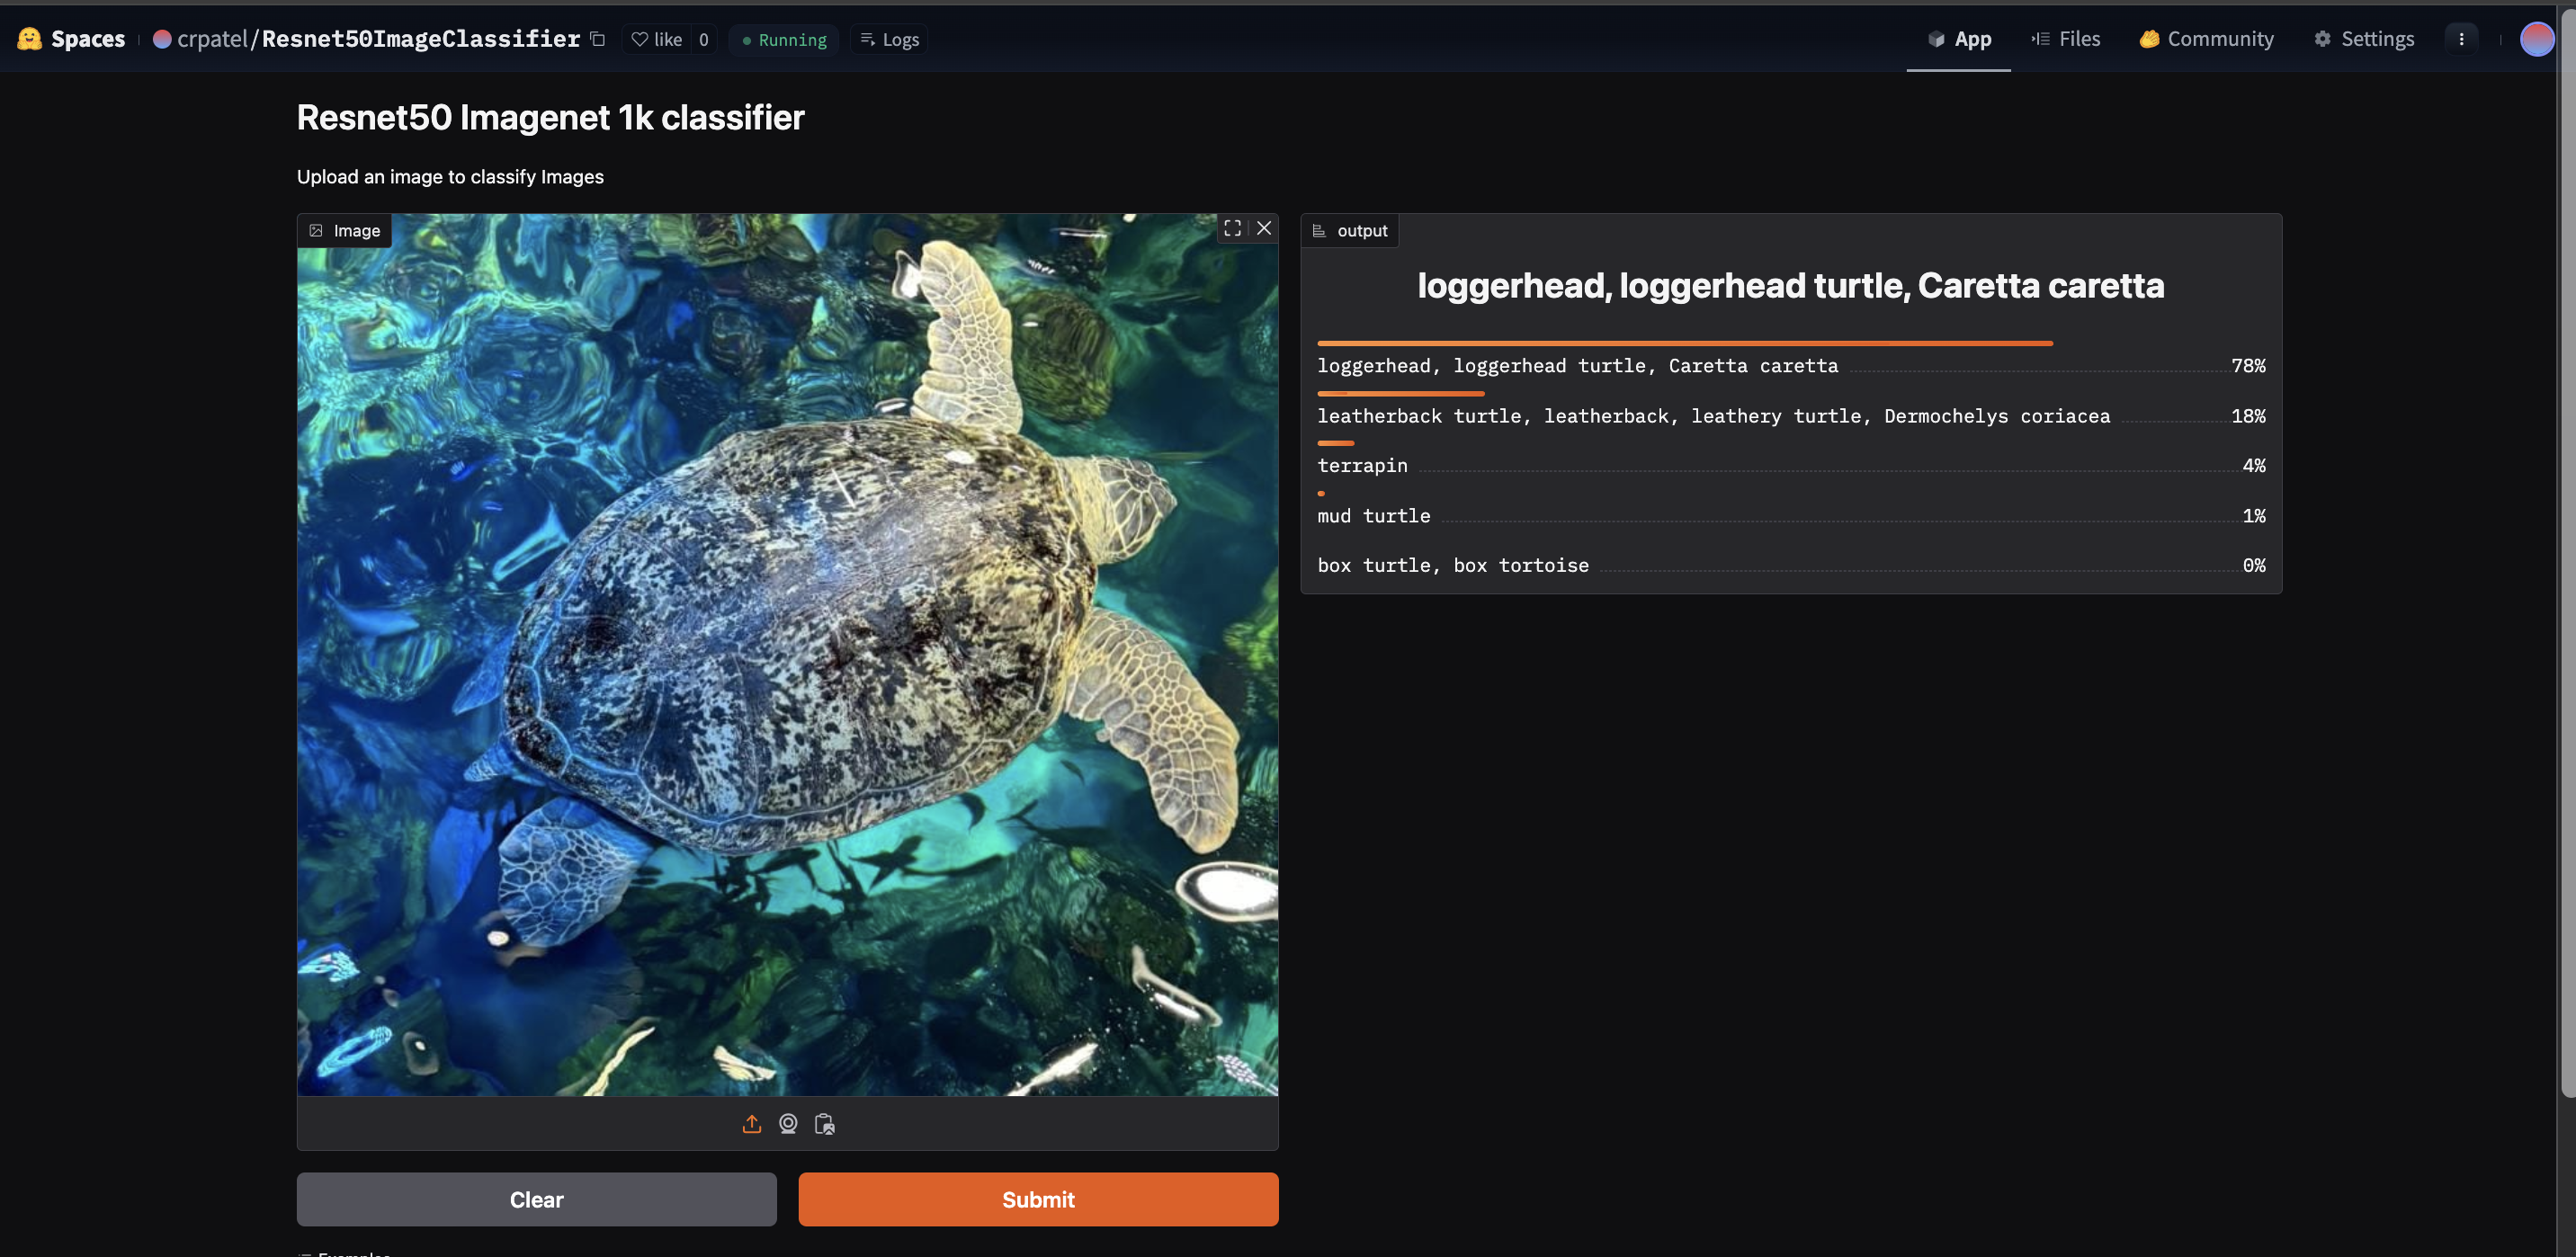 Spaces crpatel/Resnet50ImageClassifier like 0 Running Logs App Files Community Settings
Resnet50 Imagenet 1k classifier
Upload an image to classify Images
Image
output
loggerhead, loggerhead turtle, Caretta caretta
loggerhead, loggerhead turtle, Caretta caretta 78%
leatherback turtle, leatherback, leathery turtle, Dermochelys coriacea 18%
terrapin 4%
mud turtle 1%
box turtle, box tortoise 0%
Clear Submit
Examples